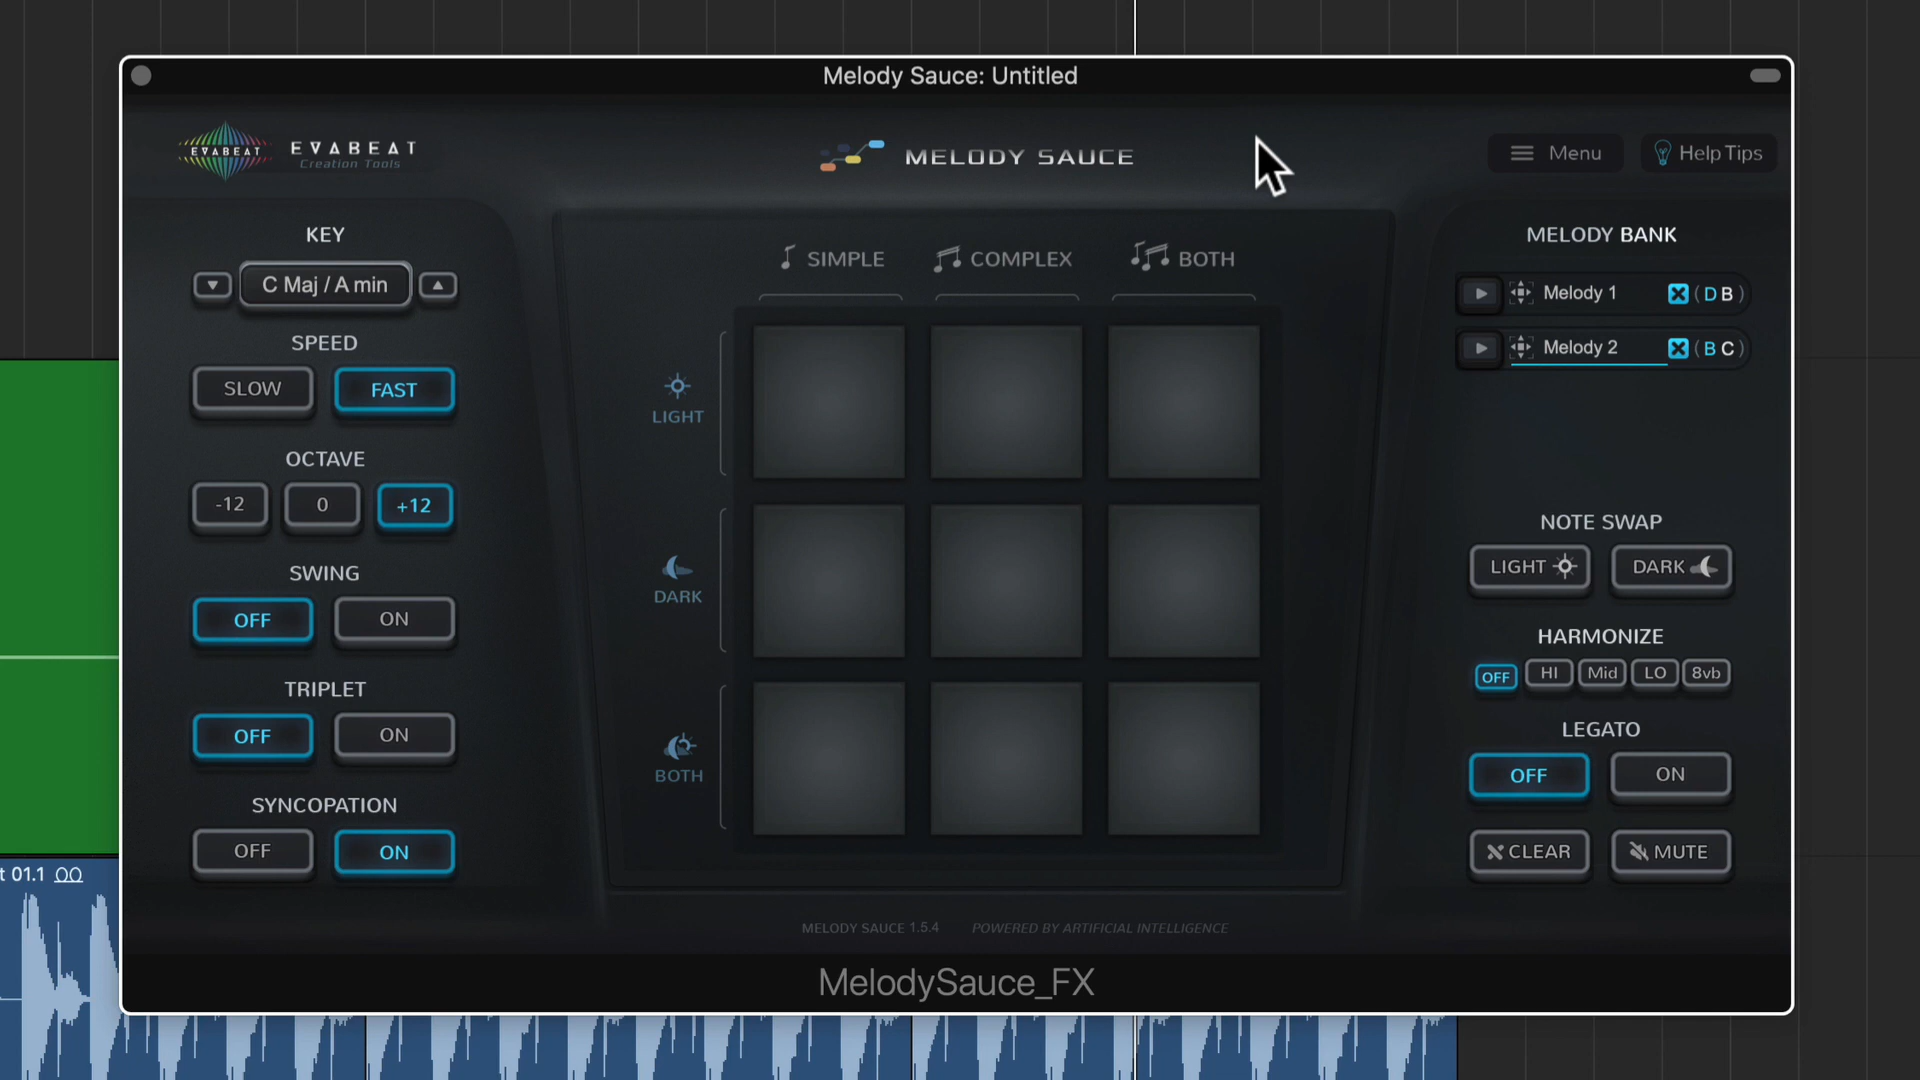 Melody Sauce: Untitled
EVABEAT
EVABEAT
Creation Tools
MELODY SAUCE
Menu
Help Tips
KEY
C Maj / A min
SPEED
SLOW
FAST
OCTAVE
-12
0
+12
SWING
OFF
ON
TRIPLET
OFF
ON
SYNCOPATION
OFF
ON
SIMPLE
COMPLEX
BOTH
LIGHT
DARK
BOTH
MELODY BANK
Melody 1
(DB)
Melody 2
(BC)
NOTE SWAP
LIGHT
DARK
HARMONIZE
OFF
HI
Mid
LO
8vb
LEGATO
OFF
ON
CLEAR
MUTE
t 01.1
MELODY SAUCE 1.5.4
POWERED BY ARTIFICIAL INTELLIGENCE
MelodySauce_FX